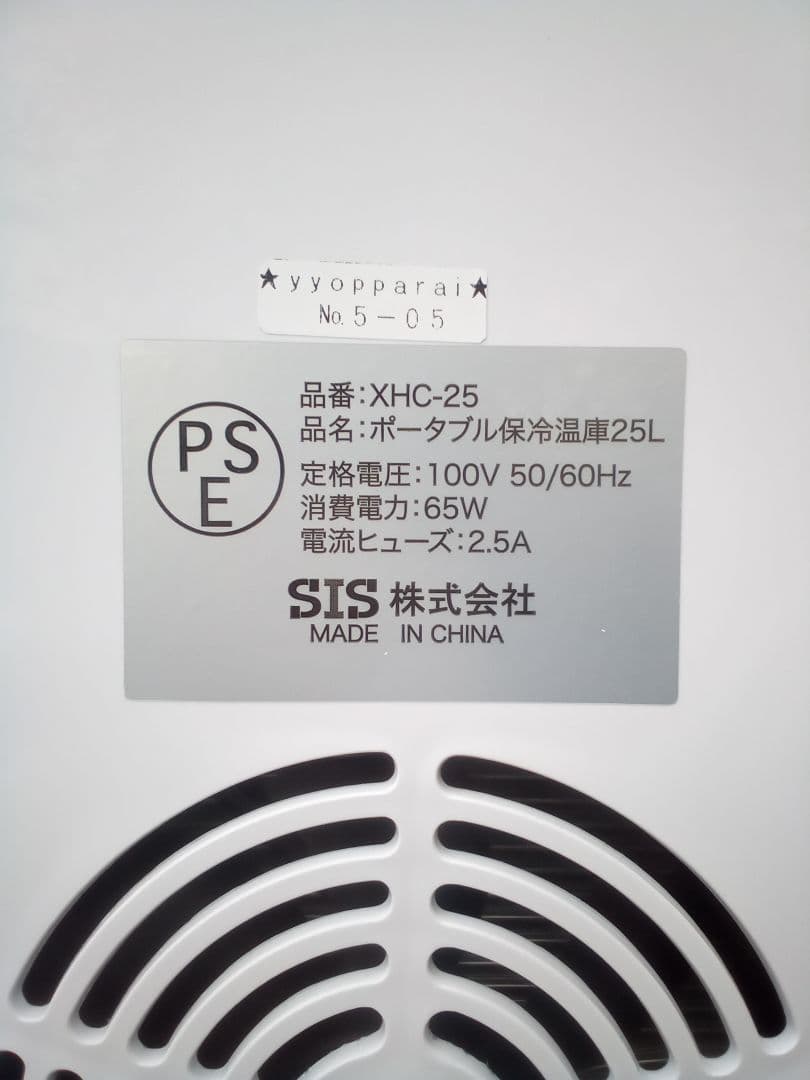 ★yyopparai★
No.5-05
PSE
品番:XHC-25
品名:ポータブル保冷温庫25L
定格電圧:100V 50/60Hz
消費電力:65W
電流ヒューズ:2.5A
SIS 株式会社
MADE IN CHINA